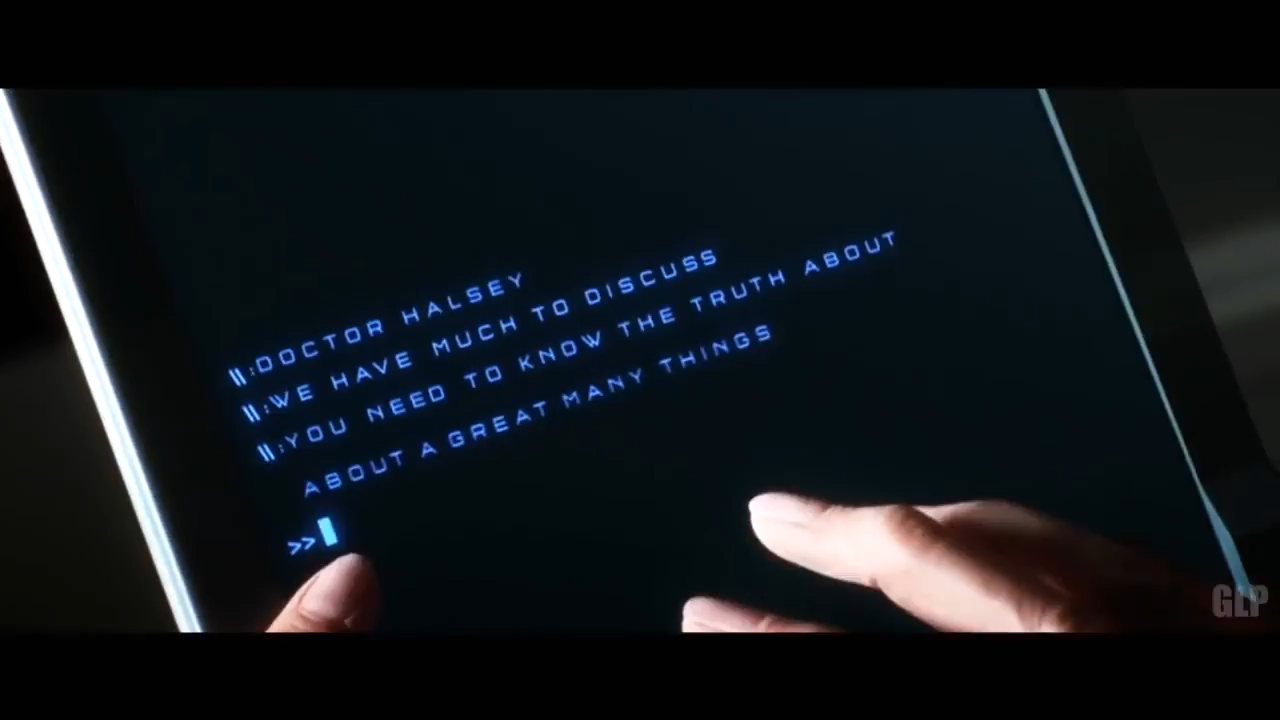 \\:DOCTOR HALSEY
\\:WE HAVE MUCH TO DISCUSS
\\:YOU NEED TO KNOW THE TRUTH ABOUT
ABOUT A GREAT MANY THINGS
>>
GLP